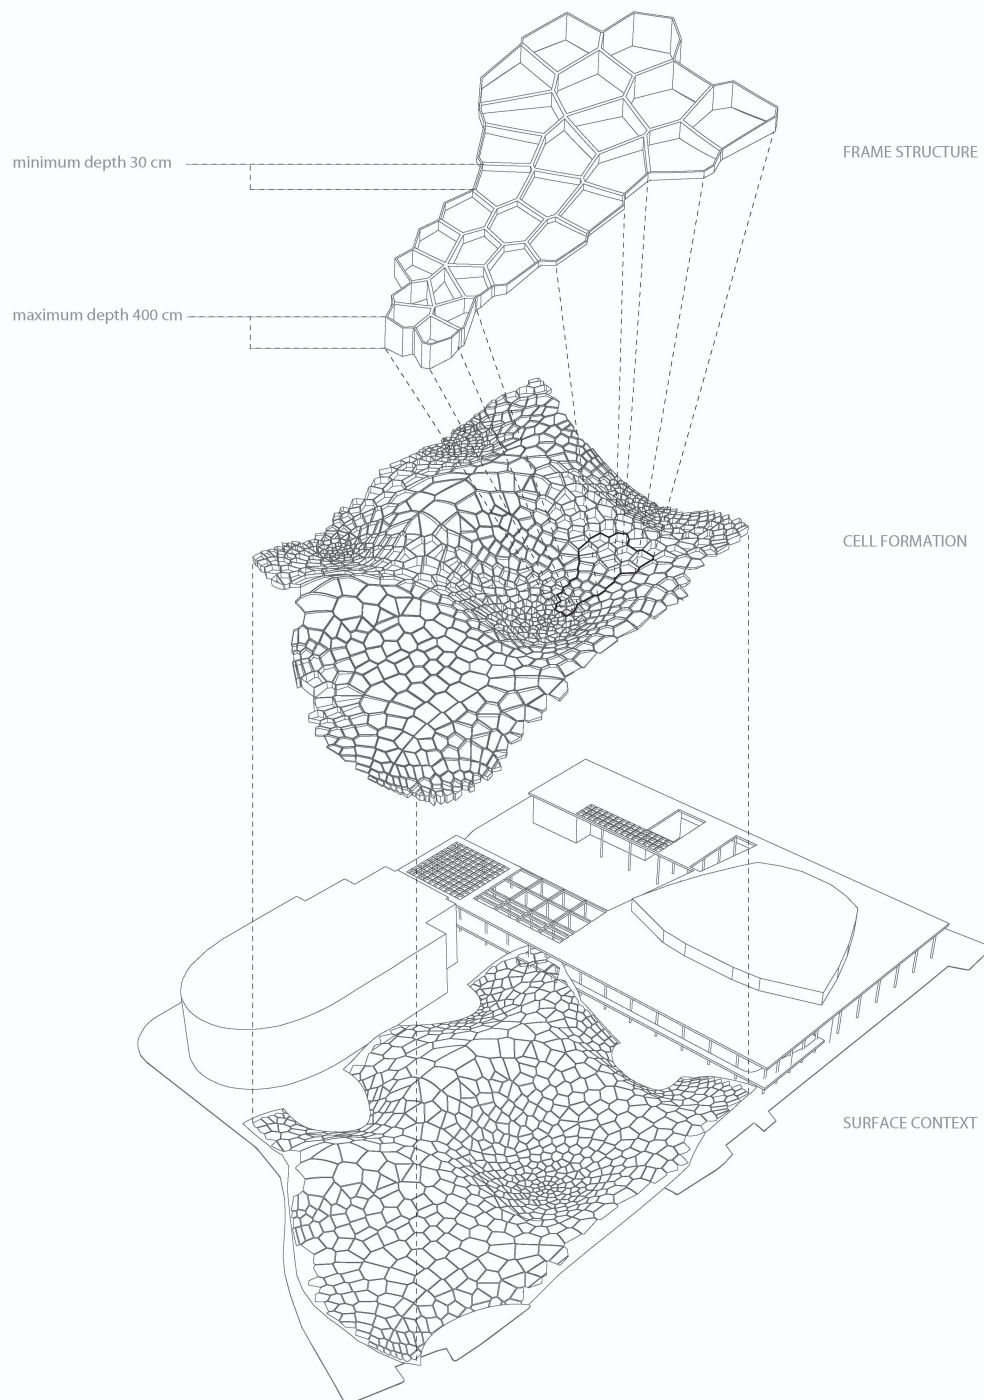 FRAME STRUCTURE
minimum depth 30 cm
maximum depth 400 cm
CELL FORMATION
SURFACE CONTEXT